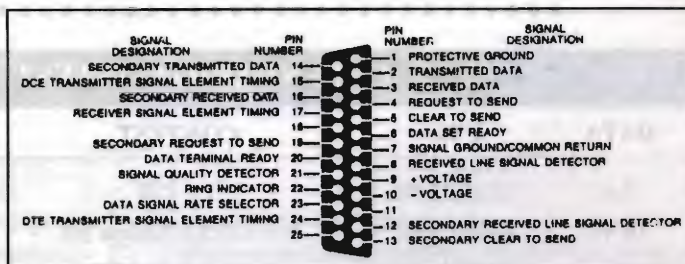 SIGNAL DESIGNATION
PIN NUMBER
SECONDARY TRANSMITTED DATA 14
DCE TRANSMITTER SIGNAL ELEMENT TIMING 15
SECONDARY RECEIVED DATA 16
RECEIVER SIGNAL ELEMENT TIMING 17
18
SECONDARY REQUEST TO SEND 19
DATA TERMINAL READY 20
SIGNAL QUALITY DETECTOR 21
RING INDICATOR 22
DATA SIGNAL RATE SELECTOR 23
DTE TRANSMITTER SIGNAL ELEMENT TIMING 24
25
PIN NUMBER
SIGNAL DESIGNATION
1 PROTECTIVE GROUND
2 TRANSMITTED DATA
3 RECEIVED DATA
4 REQUEST TO SEND
5 CLEAR TO SEND
6 DATA SET READY
7 SIGNAL GROUND/COMMON RETURN
8 RECEIVED LINE SIGNAL DETECTOR
9 +VOLTAGE
10 -VOLTAGE
11
12 SECONDARY RECEIVED LINE SIGNAL DETECTOR
13 SECONDARY CLEAR TO SEND